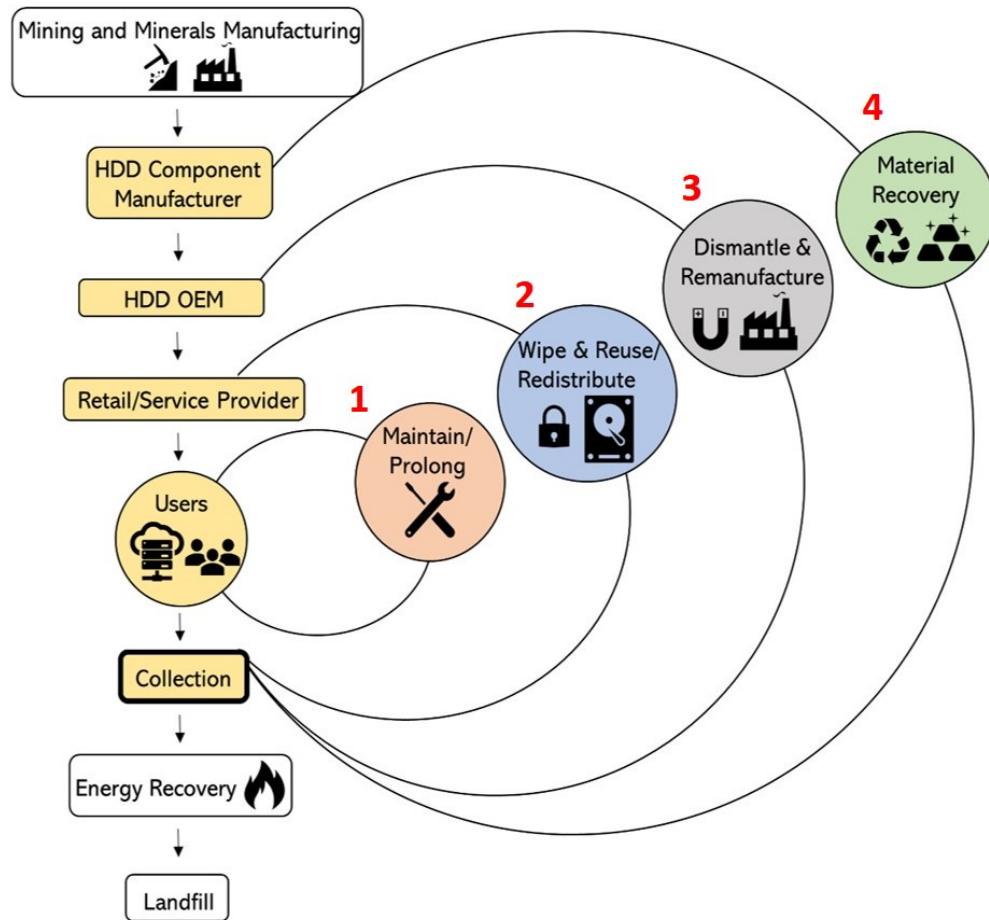 Mining and Minerals Manufacturing
4
Material
Recovery
HDD Component
Manufacturer
3
Dismantle &
Remanufacture
HDD OEM
2
Wipe & Reuse/
Redistribute
Retail/Service Provider
1
Maintain/
Prolong
Users
Collection
Energy Recovery
Landfill